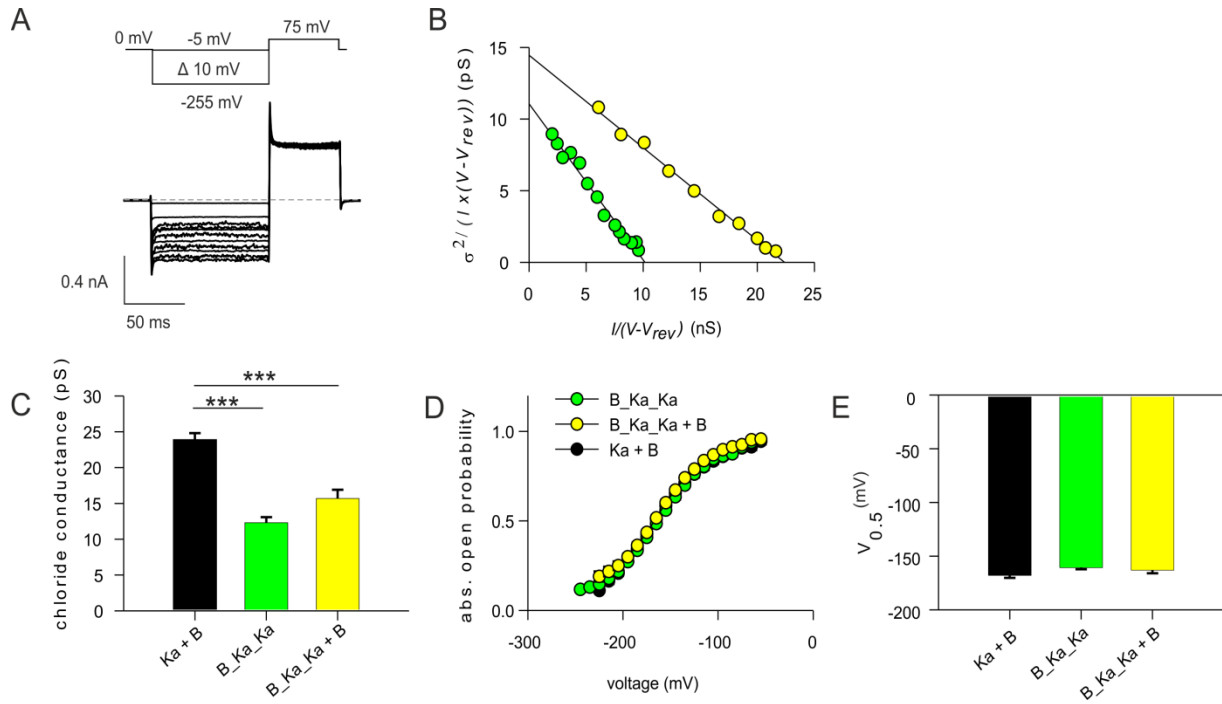 A
0 mV -5 mV 75 mV
Δ 10 mV
-255 mV
0.4 nA
50 ms
B
σ²/(I x(V-Vrev)) (pS)
15
10
5
0
0 5 10 15 20 25
I/(V-Vrev) (nS)
C
chloride conductance (pS)
***
***
30
25
20
15
10
5
0
Ka + B
B_Ka_Ka
B_Ka_Ka + B
D
abs. open probability
B_Ka_Ka
B_Ka_Ka + B
Ka + B
1.0
0.5
0.0
-300 -200 -100 0
voltage (mV)
E
V0.5 (mV)
0
-50
-100
-150
-200
Ka + B
B_Ka_Ka
B_Ka_Ka + B